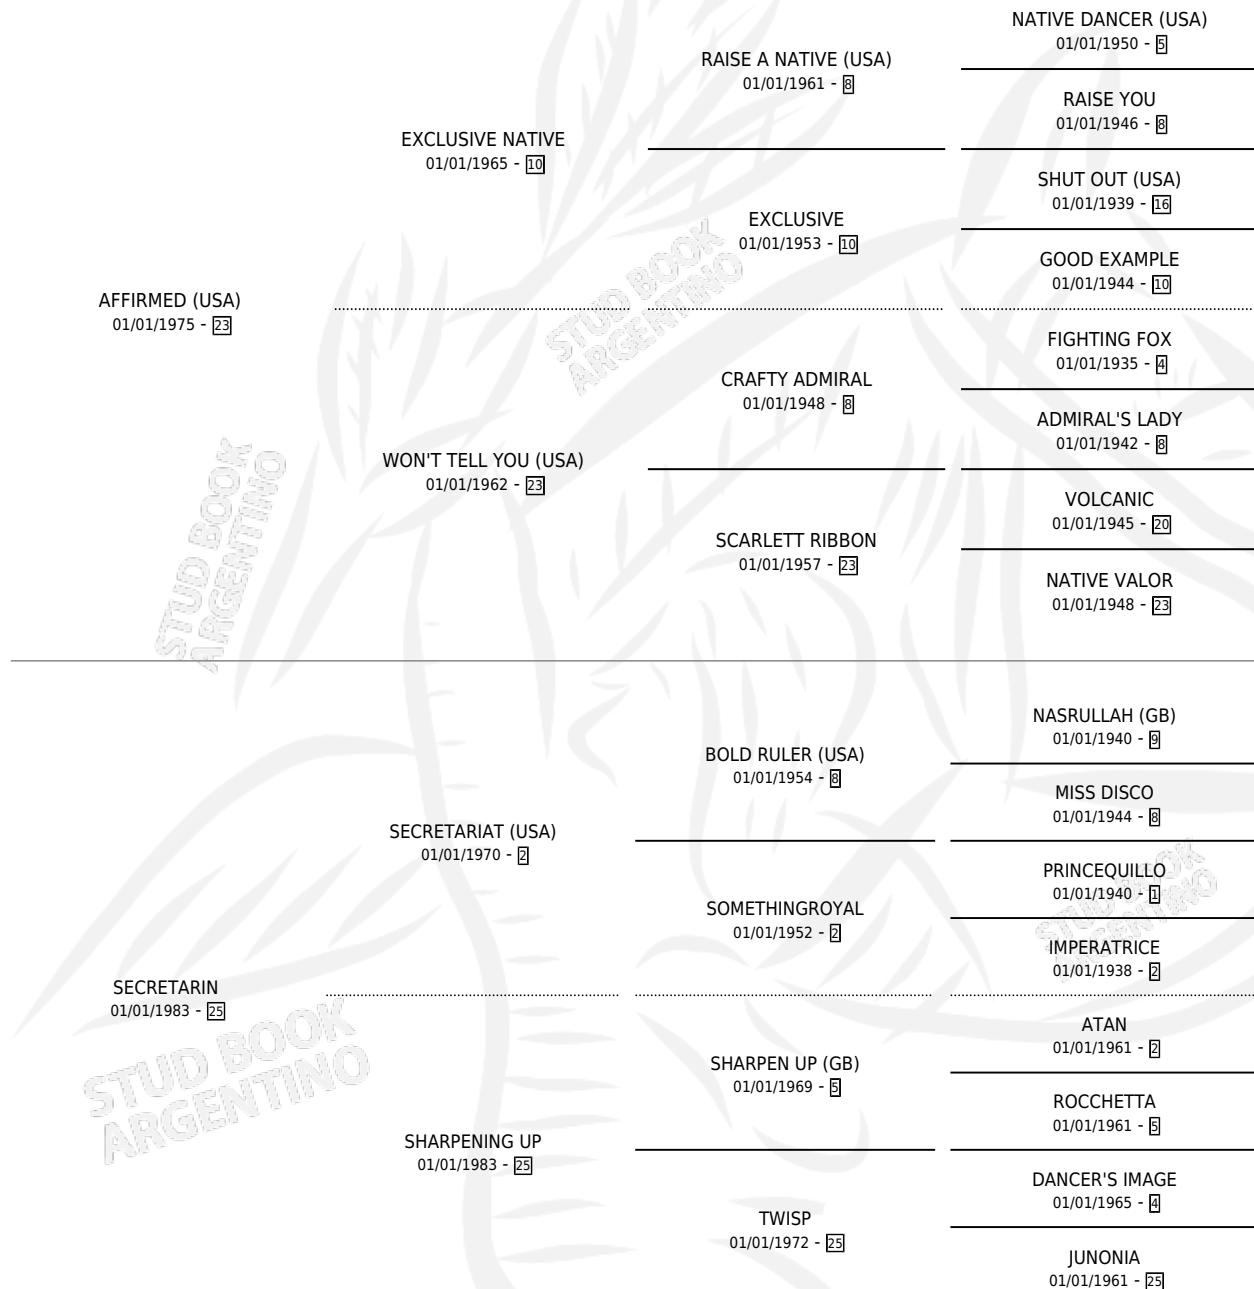 NATIVE DANCER (USA)
01/01/1950 - 5
RAISE A NATIVE (USA)
01/01/1961 - 8
RAISE YOU
01/01/1946 - 8
EXCLUSIVE NATIVE
01/01/1965 - 10
SHUT OUT (USA)
01/01/1939 - 16
EXCLUSIVE
01/01/1953 - 10
GOOD EXAMPLE
01/01/1944 - 10
AFFIRMED (USA)
01/01/1975 - 23
FIGHTING FOX
01/01/1935 - 4
CRAFTY ADMIRAL
01/01/1948 - 8
ADMIRAL'S LADY
01/01/1942 - 8
WON'T TELL YOU (USA)
01/01/1962 - 23
VOLCANIC
01/01/1945 - 20
SCARLETT RIBBON
01/01/1957 - 23
NATIVE VALOR
01/01/1948 - 23
NASRULLAH (GB)
01/01/1940 - 9
BOLD RULER (USA)
01/01/1954 - 8
MISS DISCO
01/01/1944 - 8
SECRETARIAT (USA)
01/01/1970 - 2
PRINCEQUILLO
01/01/1940 - 1
SOMETHINGROYAL
01/01/1952 - 2
IMPERATRICE
01/01/1938 - 2
SECRETARIN
01/01/1983 - 25
ATAN
01/01/1961 - 2
SHARPEN UP (GB)
01/01/1969 - 5
ROCCHETTA
01/01/1961 - 5
SHARPENING UP
01/01/1983 - 25
DANCER'S IMAGE
01/01/1965 - 4
TWISP
01/01/1972 - 25
JUNONIA
01/01/1961 - 25
STUD BOOK
ARGENTINO
STUD BOOK
ARGENTINO
STUD BOOK
ARGENTINO
STUD BOOK
ARGENTINO